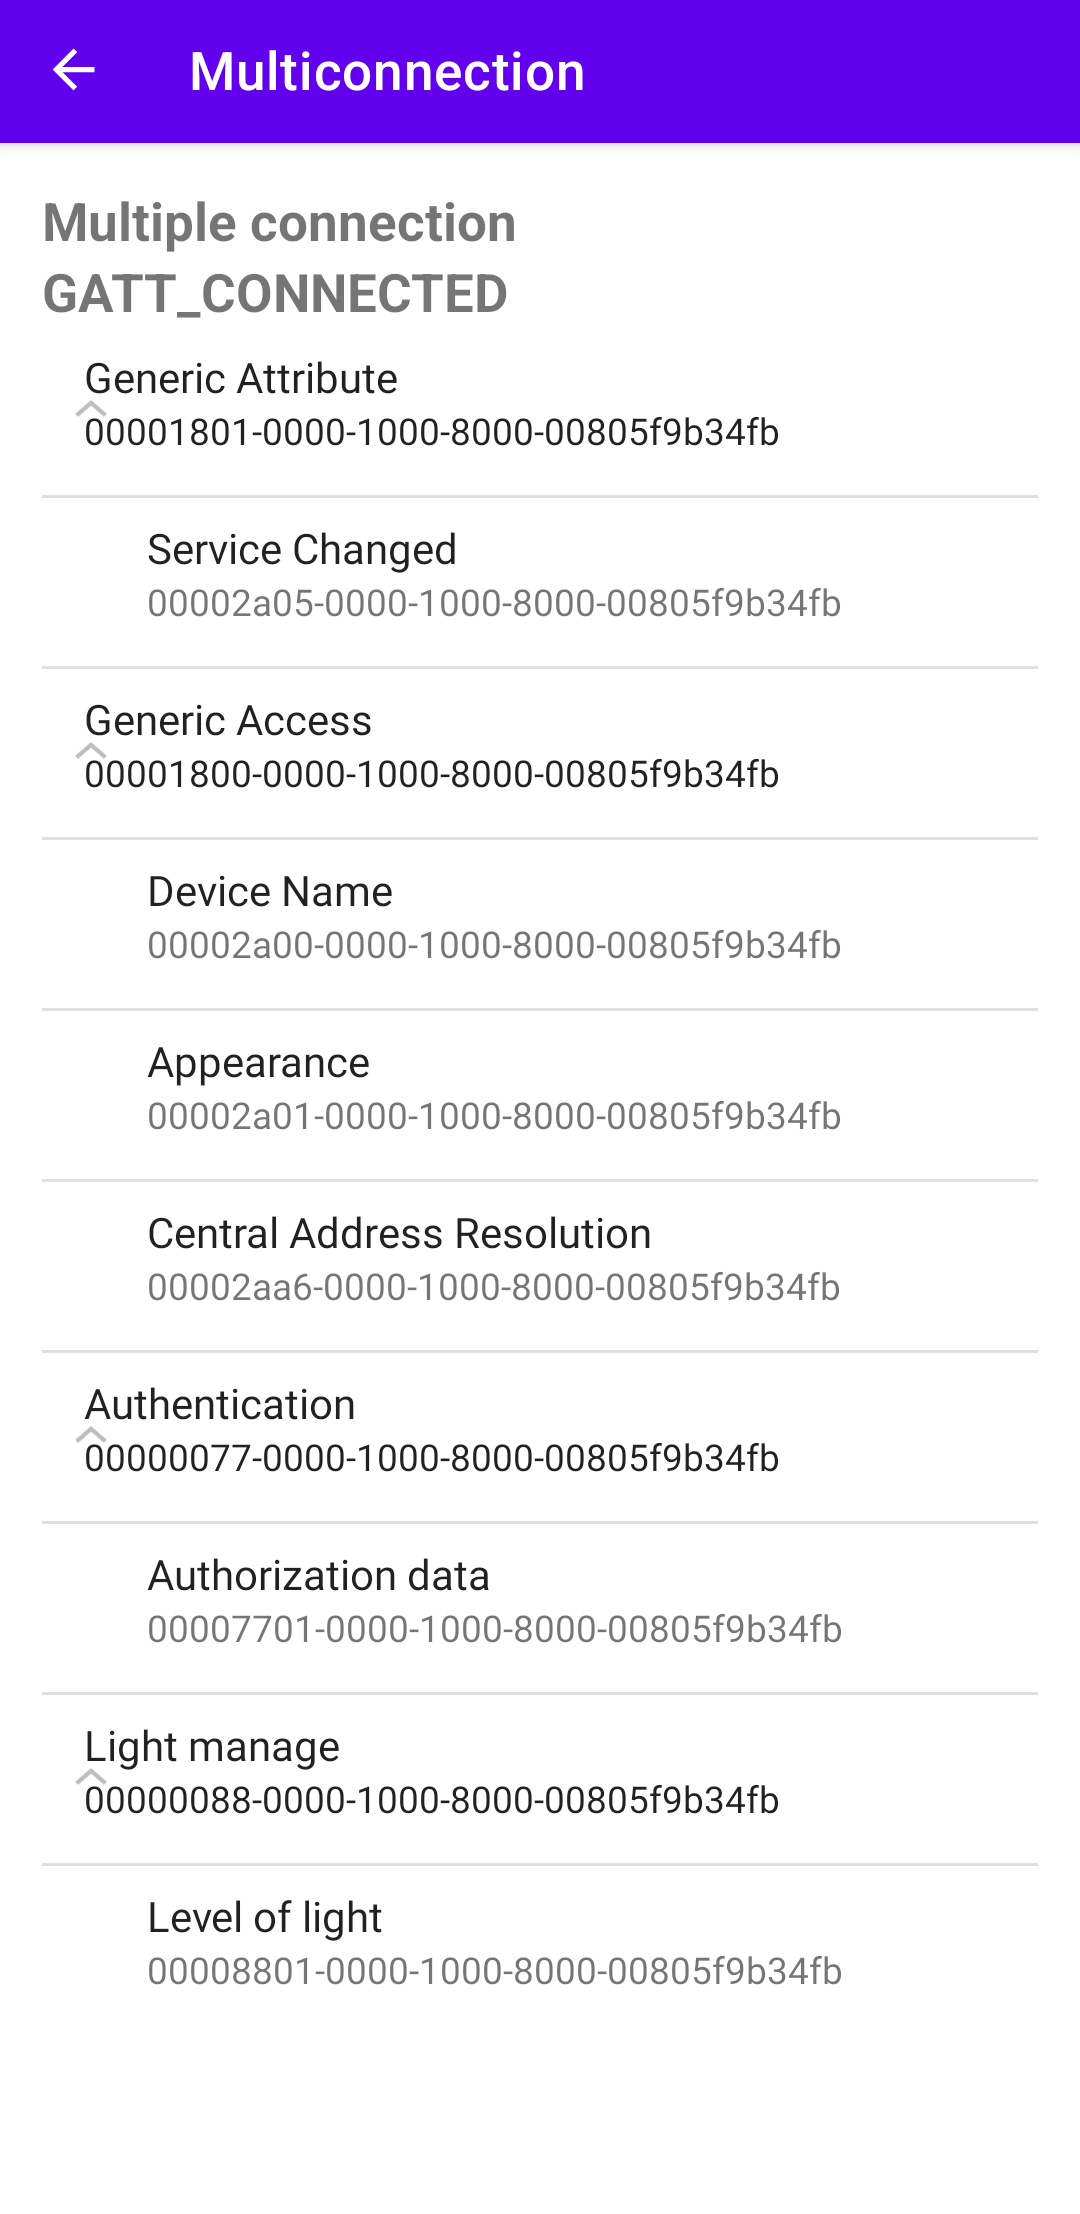 Multiconnection
Multiple connection
GATT_CONNECTED
Generic Attribute
00001801-0000-1000-8000-00805f9b34fb
Service Changed
00002a05-0000-1000-8000-00805f9b34fb
Generic Access
00001800-0000-1000-8000-00805f9b34fb
Device Name
00002a00-0000-1000-8000-00805f9b34fb
Appearance
00002a01-0000-1000-8000-00805f9b34fb
Central Address Resolution
00002aa6-0000-1000-8000-00805f9b34fb
Authentication
00000077-0000-1000-8000-00805f9b34fb
Authorization data
00007701-0000-1000-8000-00805f9b34fb
Light manage
00000088-0000-1000-8000-00805f9b34fb
Level of light
00008801-0000-1000-8000-00805f9b34fb